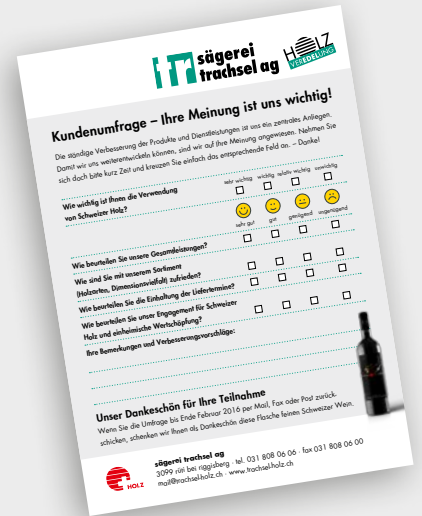 tr sägerei
trachsel ag
HOLZ
VEREDELUNG
Kundenumfrage – Ihre Meinung ist uns wichtig!
Die ständige Verbesserung der Produkte und Dienstleistungen ist uns ein zentrales Anliegen.
Damit wir uns weiterentwickeln können, sind wir auf Ihre Meinung angewiesen. Nehmen Sie
sich doch bitte kurz Zeit und kreuzen Sie einfach das entsprechende Feld an. – Danke!
sehr wichtig wichtig relativ wichtig unwichtig
Wie wichtig ist Ihnen die Verwendung
von Schweizer Holz?
sehr gut gut genügend ungenügend
Wie beurteilen Sie unsere Gesamtleistungen?
Wie sind Sie mit unserem Sortiment
(Holzarten, Dimensionsvielfalt) zufrieden?
Wie beurteilen Sie die Einhaltung der Liefertermine?
Wie beurteilen Sie unser Engagement für Schweizer
Holz und einheimische Wertschöpfung?
Ihre Bemerkungen und Verbesserungsvorschläge:
Unser Dankeschön für Ihre Teilnahme
Wenn Sie die Umfrage bis Ende Februar 2016 per Mail, Fax oder Post zurück-
schicken, schenken wir Ihnen als Dankeschön diese Flasche feinen Schweizer Wein.
HOLZ
sägerei trachsel ag
3099 rüti bei riggisberg · tel. 031 808 06 06 · fax 031 808 06 00
mail@trachsel-holz.ch · www.trachsel-holz.ch